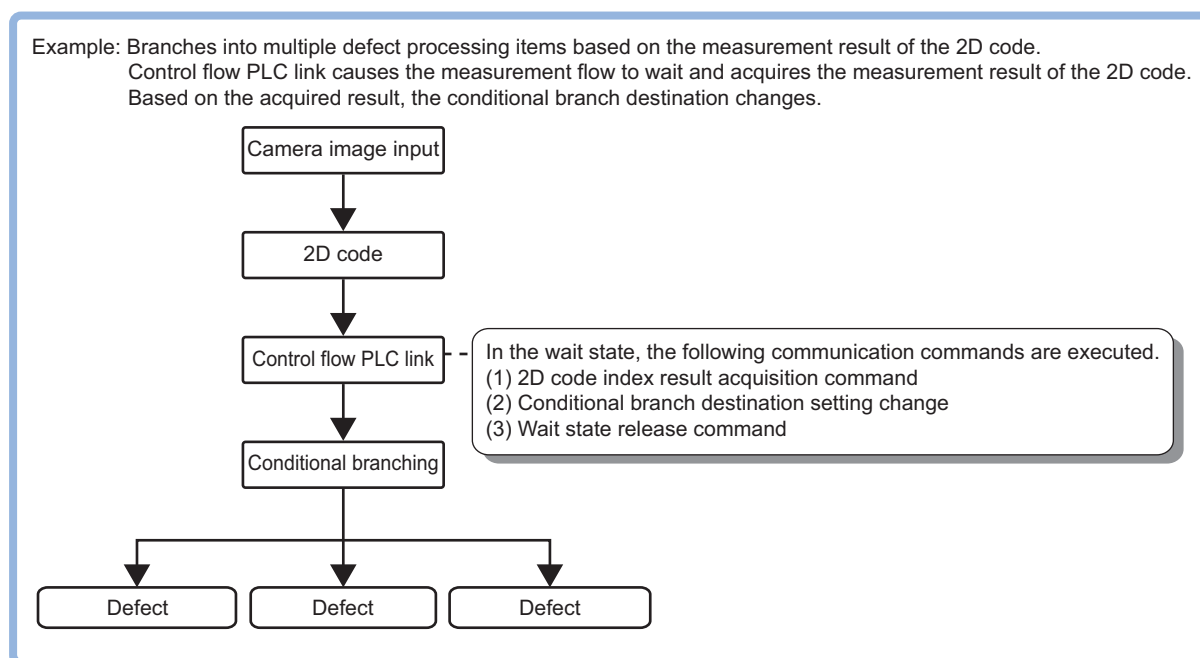 Example: Branches into multiple defect processing items based on the measurement result of the 2D code.
Control flow PLC link causes the measurement flow to wait and acquires the measurement result of the 2D code.
Based on the acquired result, the conditional branch destination changes.
Camera image input
2D code
Control flow PLC link
In the wait state, the following communication commands are executed.
(1) 2D code index result acquisition command
(2) Conditional branch destination setting change
(3) Wait state release command
Conditional branching
Defect
Defect
Defect